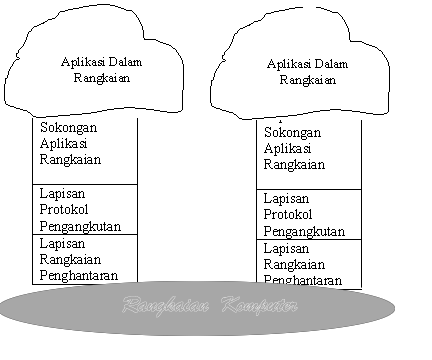 Aplikasi Dalam
Rangkaian
Sokongan
Aplikasi
Rangkaian
Lapisan
Protokol
Pengangkutan
Lapisan
Rangkaian
Penghantaran
Aplikasi Dalam
Rangkaian
Sokongan
Aplikasi
Rangkaian
Lapisan
Protokol
Pengangkutan
Lapisan
Rangkaian
Penghantaran
Rangkaian Komputer